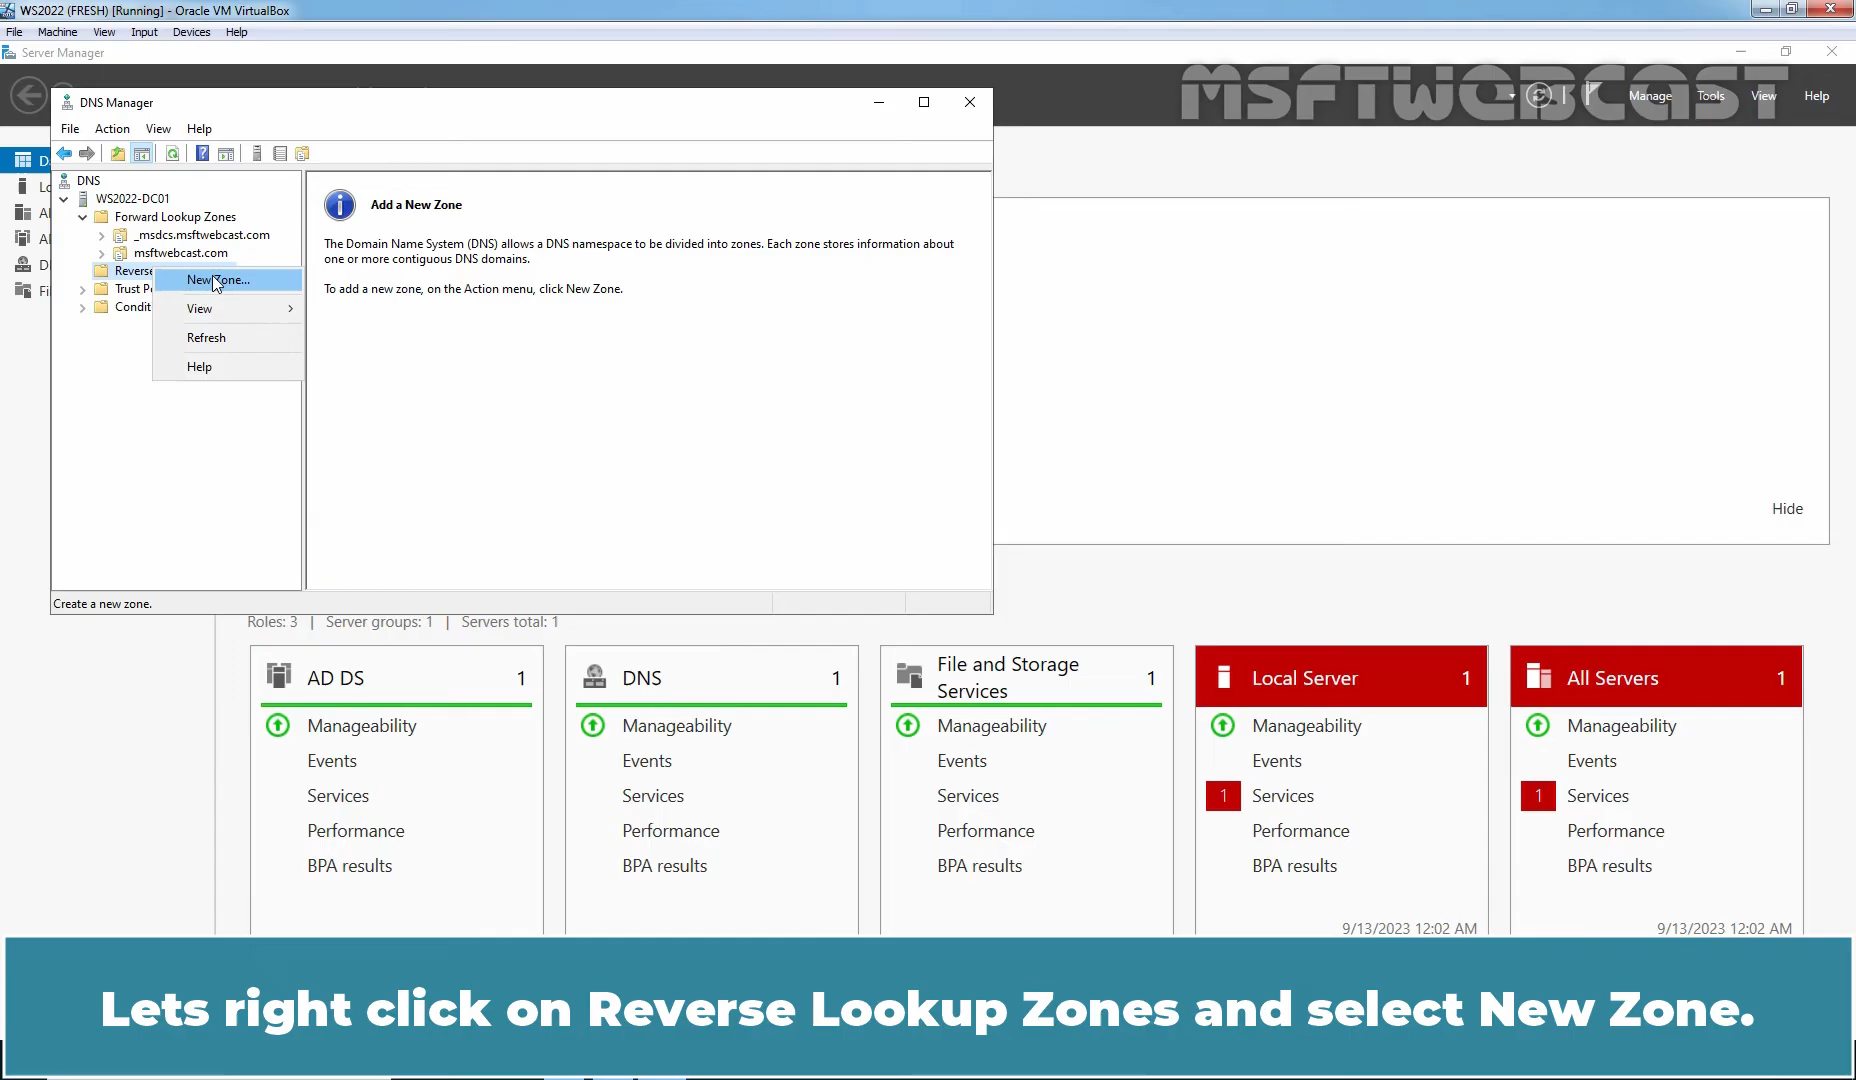 WS2022 (FRESH) [Running] - Oracle VM VirtualBox
File Machine View Input Devices Help
Server Manager
MSFTWEBCAST
Manage Tools View Help
DNS Manager
File Action View Help
DNS
WS2022-DC01
Forward Lookup Zones
_msdcs.msftwebcast.com
msftwebcast.com
Reverse
Trust P
Condit
New Zone...
View
Refresh
Help
Add a New Zone
The Domain Name System (DNS) allows a DNS namespace to be divided into zones. Each zone stores information about
one or more contiguous DNS domains.
To add a new zone, on the Action menu, click New Zone.
Create a new zone.
Hide
Roles: 3 | Server groups: 1 | Servers total: 1
AD DS 1
Manageability
Events
Services
Performance
BPA results
DNS 1
Manageability
Events
Services
Performance
BPA results
File and Storage
Services 1
Manageability
Events
Services
Performance
BPA results
Local Server 1
Manageability
Events
1 Services
Performance
BPA results
9/13/2023 12:02 AM
All Servers 1
Manageability
Events
1 Services
Performance
BPA results
9/13/2023 12:02 AM
Lets right click on Reverse Lookup Zones and select New Zone.